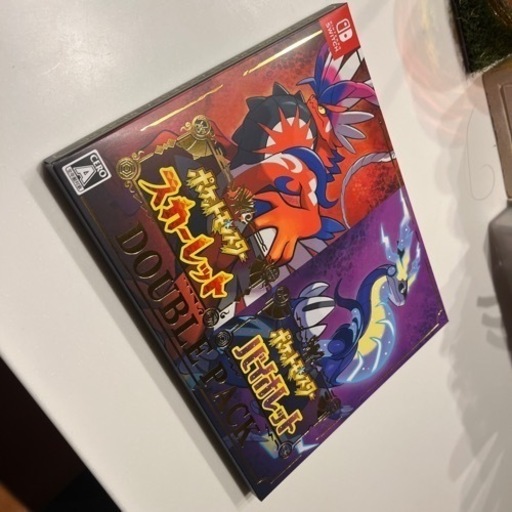 NINTENDO
SWITCH
CERO
A
ポケットモンスター
スカーレット
ポケットモンスター
バイオレット
DOUBLE PACK